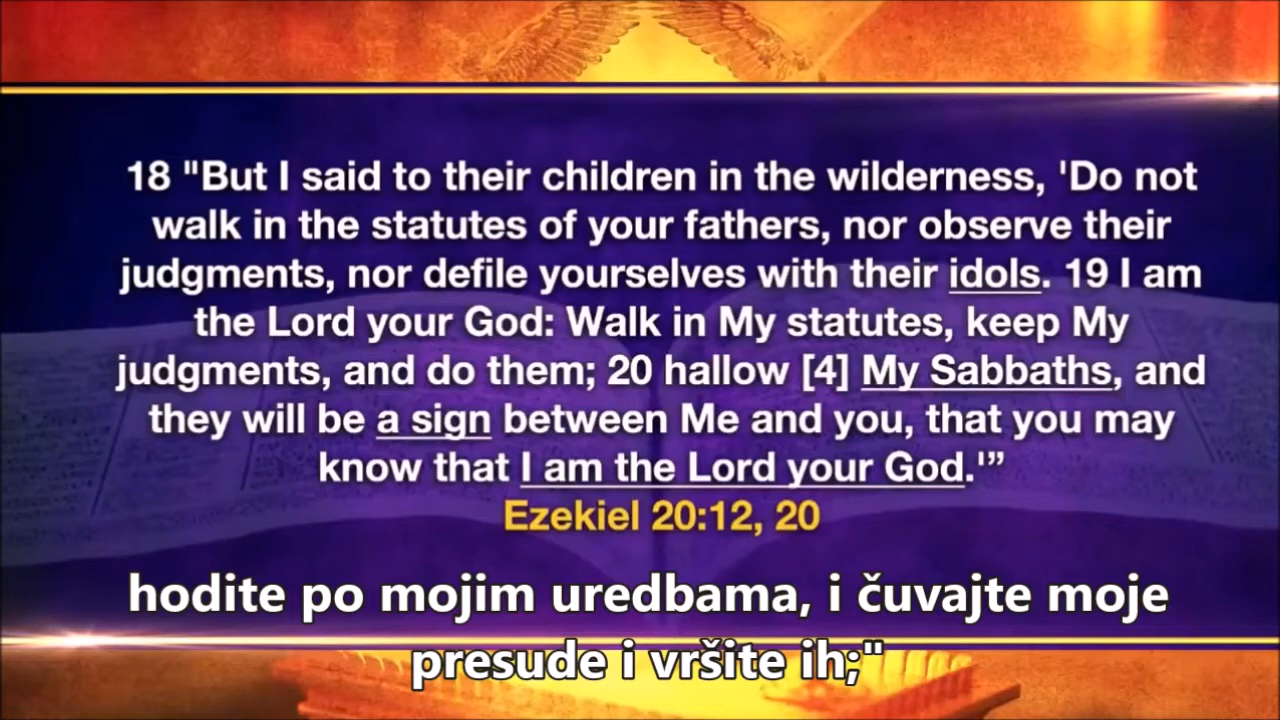 18 "But I said to their children in the wilderness, 'Do not
walk in the statutes of your fathers, nor observe their
judgments, nor defile yourselves with their idols. 19 I am
the Lord your God: Walk in My statutes, keep My
judgments, and do them; 20 hallow [4] My Sabbaths, and
they will be a sign between Me and you, that you may
know that I am the Lord your God.'”
Ezekiel 20:12, 20
hodite po mojim uredbama, i čuvajte moje
presude i vršite ih;"